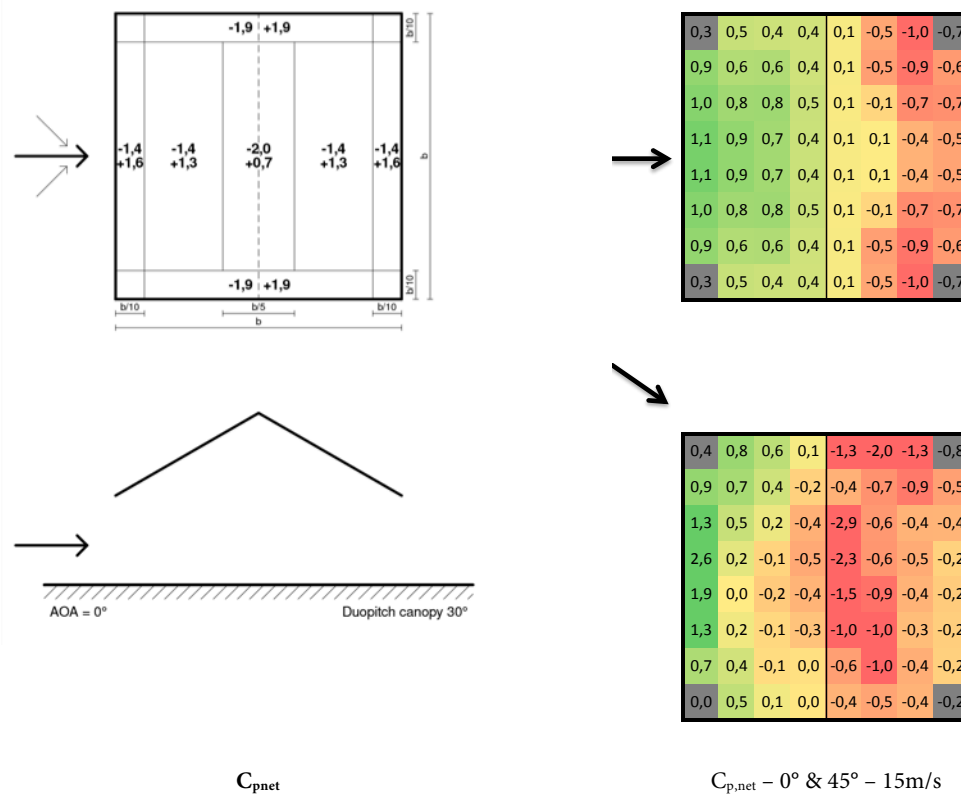 -1,9 +1,9
b/10
-1,4 -1,4 -2,0 -1,4 -1,4
+1,6 +1,3 +0,7 +1,3 +1,6
b
-1,9 +1,9
b/10
b/10 b/5 b/10
b
AOA = 0° Duopitch canopy 30°
C_pnet
0,3 0,5 0,4 0,4 0,1 -0,5 -1,0 -0,7
0,9 0,6 0,6 0,4 0,1 -0,5 -0,9 -0,6
1,0 0,8 0,8 0,5 0,1 -0,1 -0,7 -0,7
1,1 0,9 0,7 0,4 0,1 0,1 -0,4 -0,5
1,1 0,9 0,7 0,4 0,1 0,1 -0,4 -0,5
1,0 0,8 0,8 0,5 0,1 -0,1 -0,7 -0,7
0,9 0,6 0,6 0,4 0,1 -0,5 -0,9 -0,6
0,3 0,5 0,4 0,4 0,1 -0,5 -1,0 -0,7
0,4 0,8 0,6 0,1 -1,3 -2,0 -1,3 -0,8
0,9 0,7 0,4 -0,2 -0,4 -0,7 -0,9 -0,5
1,3 0,5 0,2 -0,4 -2,9 -0,6 -0,4 -0,4
2,6 0,2 -0,1 -0,5 -2,3 -0,6 -0,5 -0,2
1,9 0,0 -0,2 -0,4 -1,5 -0,9 -0,4 -0,2
1,3 0,2 -0,1 -0,3 -1,0 -1,0 -0,3 -0,2
0,7 0,4 -0,1 0,0 -0,6 -1,0 -0,4 -0,2
0,0 0,5 0,1 0,0 -0,4 -0,5 -0,4 -0,2
C_p,net – 0° & 45° – 15m/s